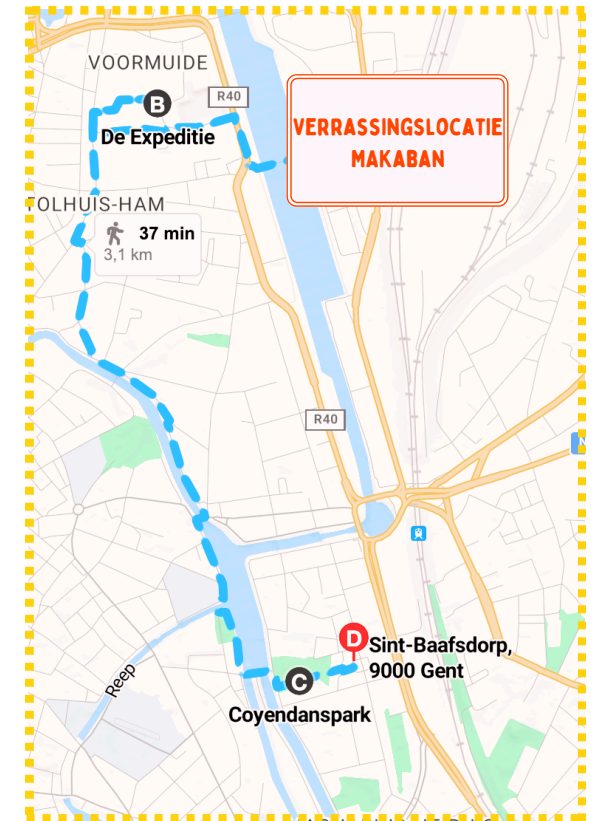 VOORMUIDE
R40
B
De Expeditie
VERRASSINGSLOCATIE
MAKABAN
TOLHUIS-HAM
37 min
3,1 km
R40
D
Sint-Baafsdorp,
9000 Gent
C
Coyendanspark
Reep